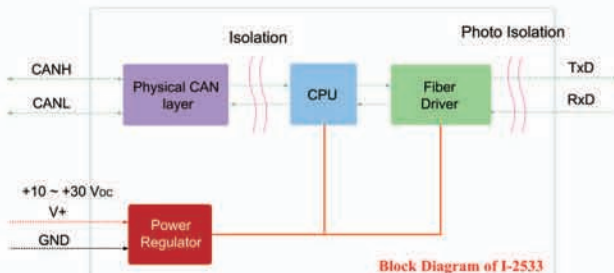 Isolation
Photo Isolation
CANH
CANL
Physical CAN
layer
CPU
Fiber
Driver
TxD
RxD
+10 ~ +30 VDC
V+
GND
Power
Regulator
Block Diagram of I-2533